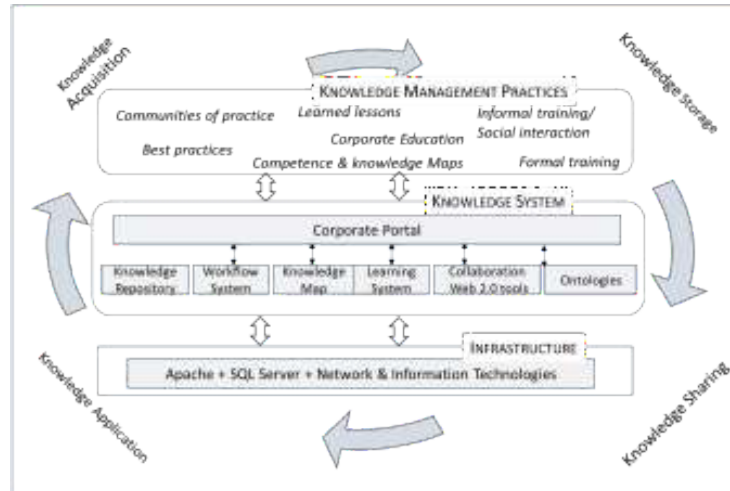 Knowledge
Acquisition
Knowledge Storage
KNOWLEDGE MANAGEMENT PRACTICES
Communities of practice
Learned lessons
Informal training/
Social interaction
Corporate Education
Best practices
Competence & knowledge Maps
Formal training
KNOWLEDGE SYSTEM
Corporate Portal
Knowledge
Repository
Workflow
System
Knowledge
Map
Learning
System
Collaboration
Web 2.0 tools
Ontologies
INFRASTRUCTURE
Apache + SQL Server + Network & Information Technologies
Knowledge Application
Knowledge Sharing